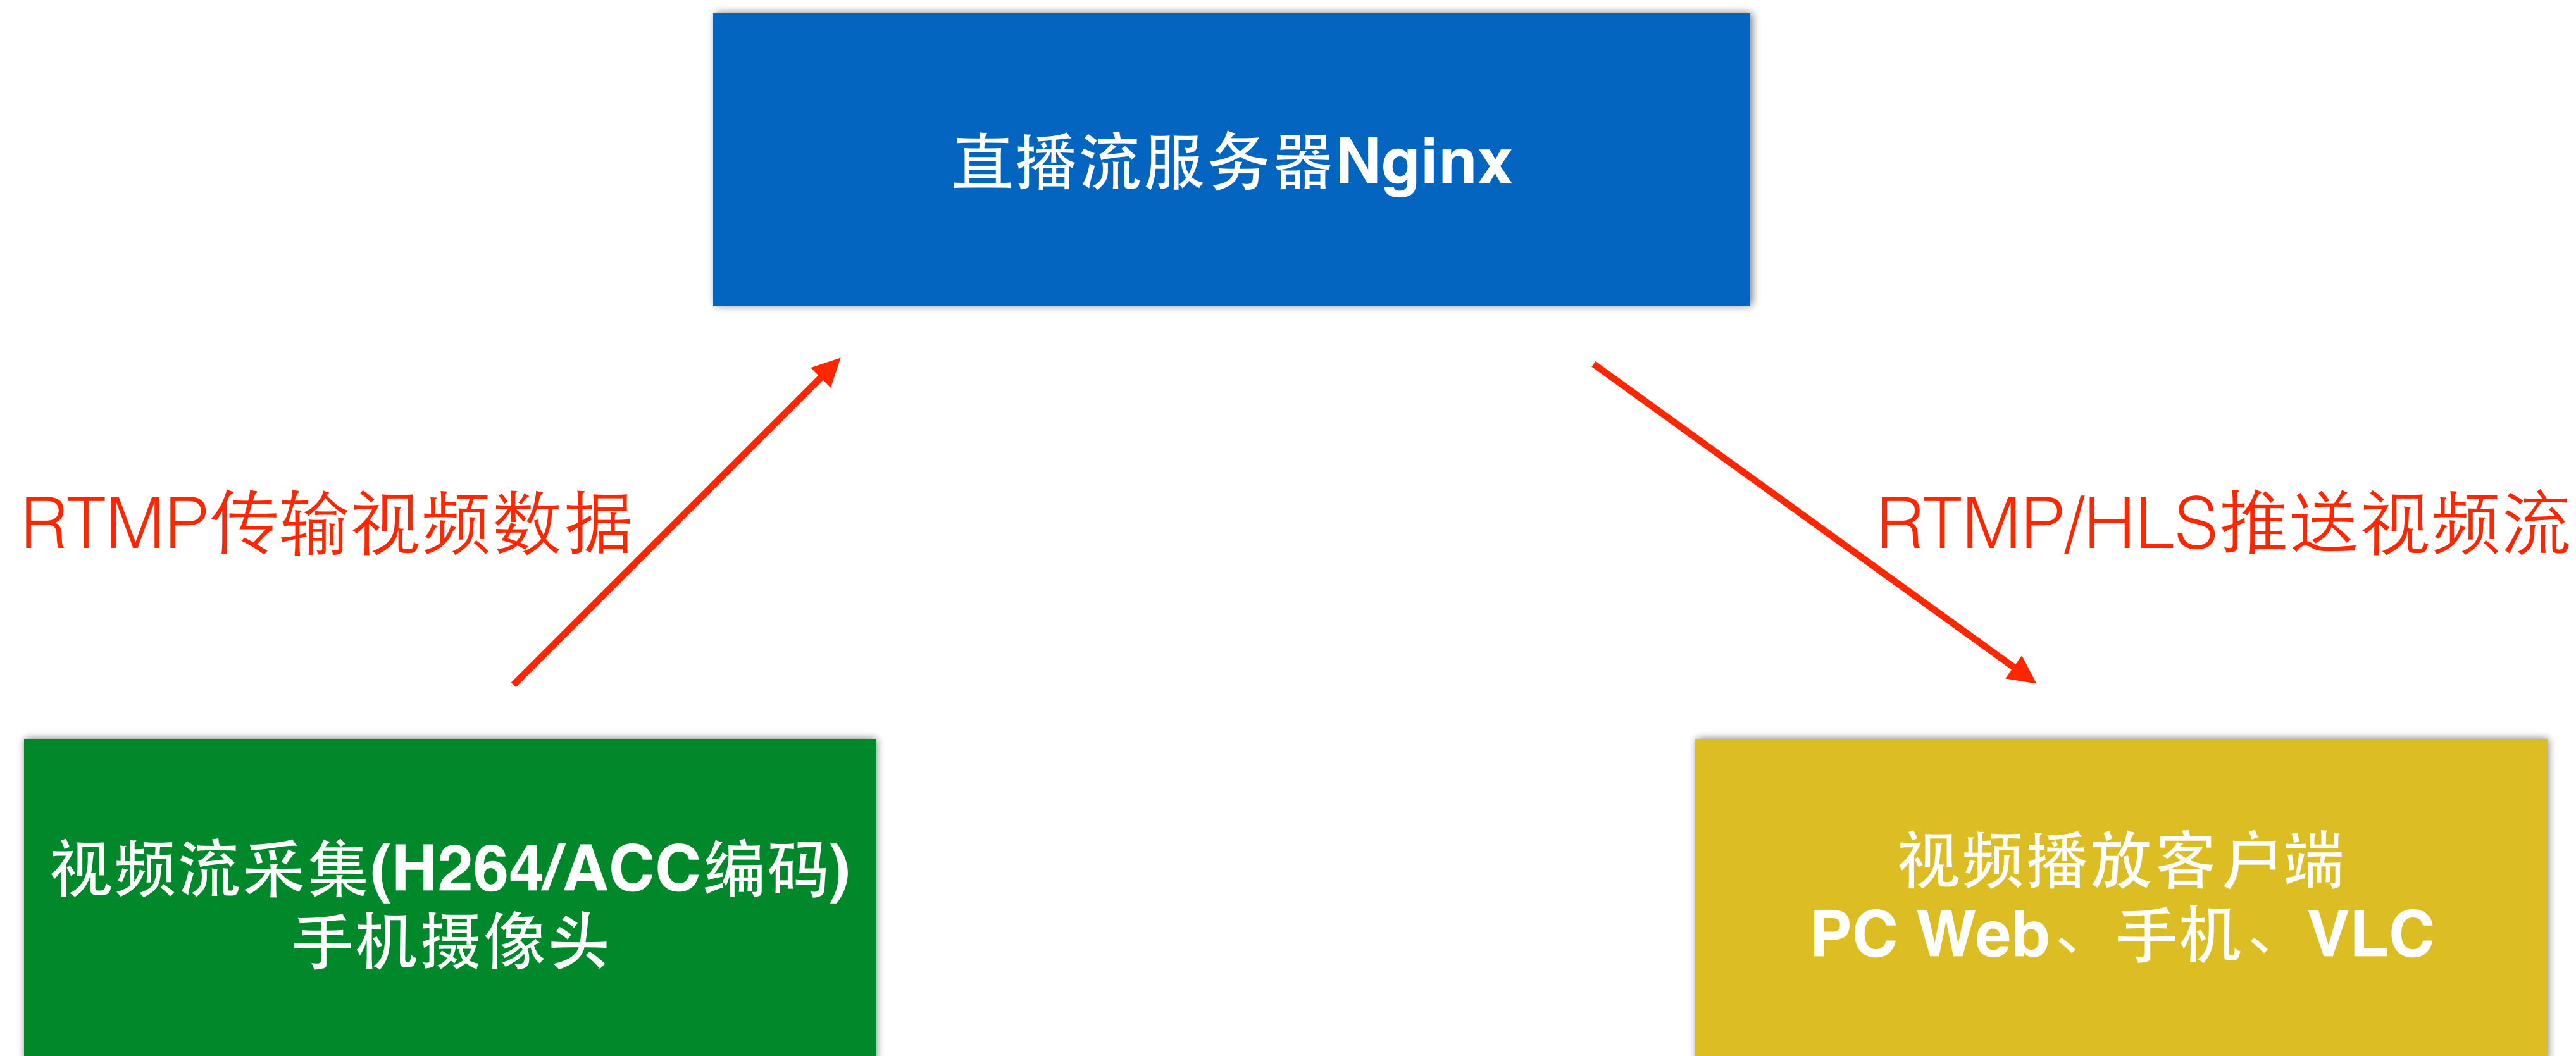 直播流服务器Nginx
RTMP传输视频数据
RTMP/HLS推送视频流
视频流采集(H264/ACC编码)
手机摄像头
视频播放客户端
PC Web、手机、VLC